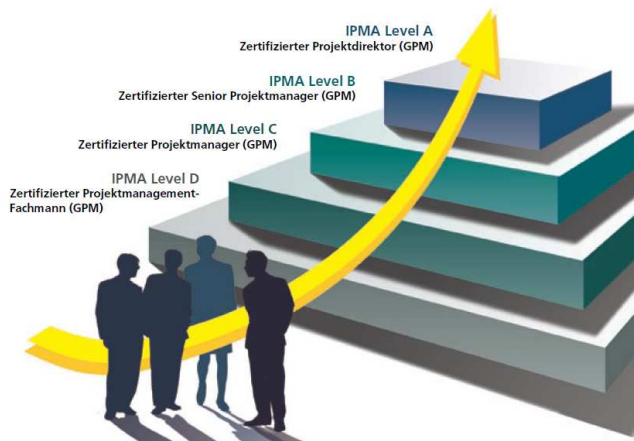 IPMA Level A
Zertifizierter Projektdirektor (GPM)
IPMA Level B
Zertifizierter Senior Projektmanager (GPM)
IPMA Level C
Zertifizierter Projektmanager (GPM)
IPMA Level D
Zertifizierter Projektmanagement-
Fachmann (GPM)